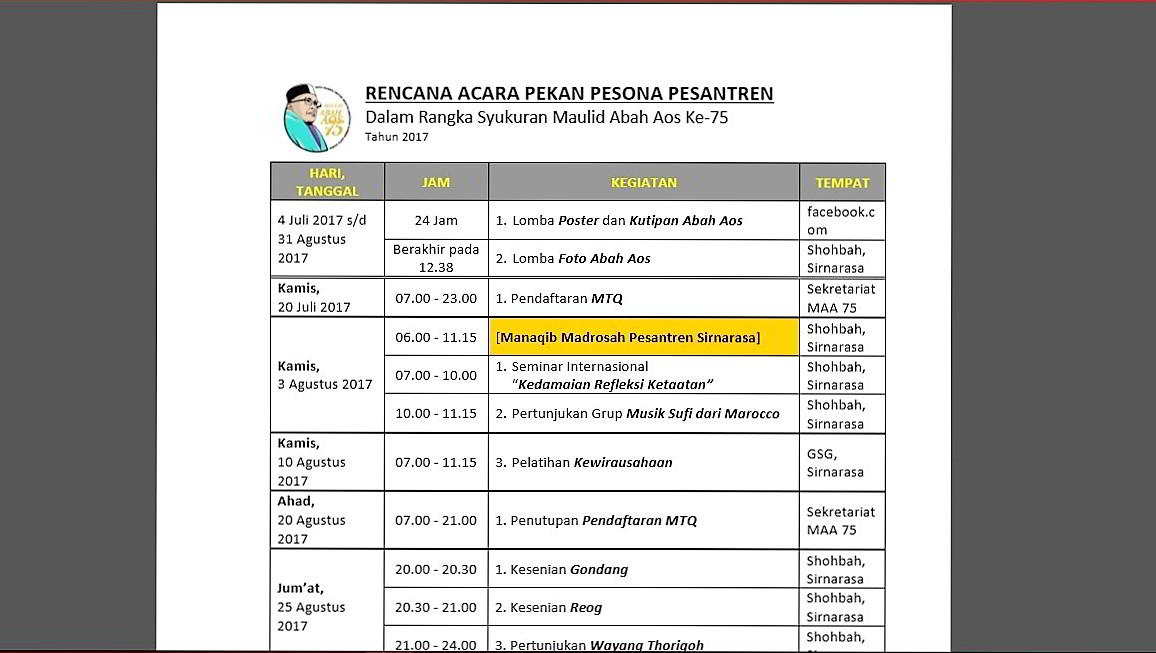 RENCANA ACARA PEKAN PESONA PESANTREN
Dalam Rangka Syukuran Maulid Abah Aos Ke-75
Tahun 2017
HARI, TANGGAL JAM KEGIATAN TEMPAT
4 Juli 2017 s/d 31 Agustus 2017
24 Jam 1. Lomba Poster dan Kutipan Abah Aos facebook.com
Berakhir pada 12.38 2. Lomba Foto Abah Aos Shohbah, Sirnarasa
Kamis, 20 Juli 2017 07.00 - 23.00 1. Pendaftaran MTQ Sekretariat MAA 75
Kamis, 3 Agustus 2017
06.00 - 11.15 [Manaqib Madrosah Pesantren Sirnarasa] Shohbah, Sirnarasa
07.00 - 10.00 1. Seminar Internasional "Kedamaian Refleksi Ketaatan" Shohbah, Sirnarasa
10.00 - 11.15 2. Pertunjukan Grup Musik Sufi dari Marocco Shohbah, Sirnarasa
Kamis, 10 Agustus 2017 07.00 - 11.15 3. Pelatihan Kewirausahaan GSG, Sirnarasa
Ahad, 20 Agustus 2017 07.00 - 21.00 1. Penutupan Pendaftaran MTQ Sekretariat MAA 75
Jum'at, 25 Agustus 2017
20.00 - 20.30 1. Kesenian Gondang Shohbah, Sirnarasa
20.30 - 21.00 2. Kesenian Reog Shohbah, Sirnarasa
21.00 - 24.00 3. Pertunjukan Wayang Thoriqoh Shohbah,